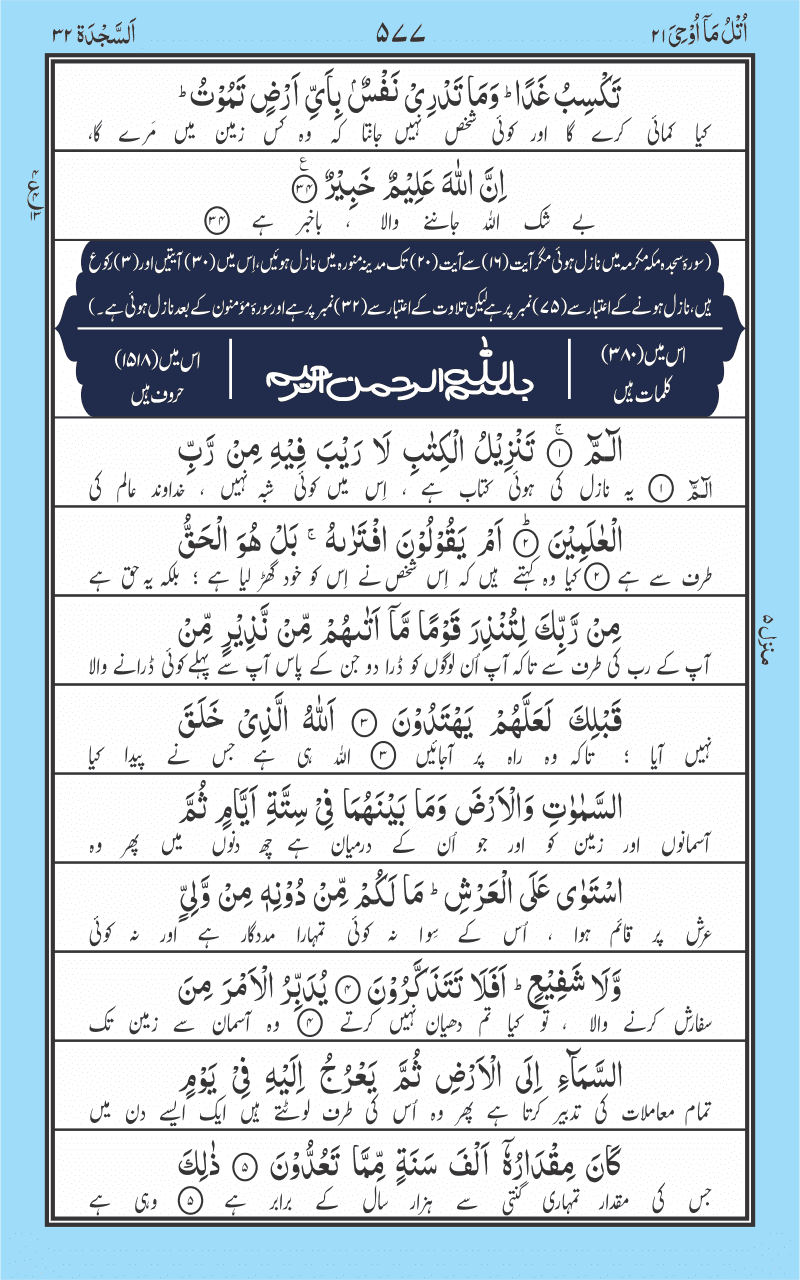 اُتْلُ مَاۤ اُوْحِیَ ۲۱
۵۷۷
اَلسَّجْدَۃ ۳۲
تَكْسِبُ غَدًا ؕ وَمَا تَدْرِیْ نَفْسٌۢ بِاَیِّ اَرْضٍ تَمُوْتُ ؕ
کیا کمائی کرے گا اور کوئی شخص نہیں جانتا کہ وہ کس زمین میں مَرے گا،
اِنَّ اللّٰهَ عَلِیْمٌ خَبِیْرٌ ۳۴ ع
بے شک اللہ جاننے والا ، باخبر ہے ۳۴
(سورۂ سجدہ مکہ مکرمہ میں نازل ہوئی مگر آیت (۱۶) سے آیت (۲۰) تک مدینہ منورہ میں نازل ہوئیں، اِس میں (۳۰) آیتیں اور (۳) رکوع
ہیں، نازل ہونے کے اعتبار سے (۷۵) نمبر پر ہے لیکن تلاوت کے اعتبار سے (۳۲) نمبر پر ہے اور سورۂ مؤمنون کے بعد نازل ہوئی ہے۔)
اس میں (۳۸۰)
کلمات ہیں
بسم اللّٰه الرحمن الرحیم
اس میں (۱۵۱۸)
حروف ہیں
الٓـمّٓ ۚ ۱ تَنْزِیْلُ الْكِتٰبِ لَا رَیْبَ فِیْهِ مِنْ رَّبِّ
الٓـمّٓ ۱ یہ نازل کی ہوئی کتاب ہے ، اِس میں کوئی شبہ نہیں ، خداوند عالم کی
الْعٰلَمِیْنَ ؕ ۲ اَمْ یَقُوْلُوْنَ افْتَرٰىهُ ۚ بَلْ هُوَ الْحَقُّ
طرف سے ہے ۲ کیا وہ کہتے ہیں کہ اِس شخص نے اِس کو خود گھڑ لیا ہے ؛ بلکہ یہ حق ہے
مِنْ رَّبِّكَ لِتُنْذِرَ قَوْمًا مَّاۤ اَتٰىهُمْ مِّنْ نَّذِیْرٍ مِّنْ
آپ کے رب کی طرف سے تاکہ آپ اُن لوگوں کو ڈرا دو جن کے پاس آپ سے پہلے کوئی ڈرانے والا
قَبْلِكَ لَعَلَّهُمْ یَهْتَدُوْنَ ۳ اَللّٰهُ الَّذِیْ خَلَقَ
نہیں آیا ؛ تاکہ وہ راہ پر آجائیں ۳ اللہ ہی ہے جس نے پیدا کیا
السَّمٰوٰتِ وَالْاَرْضَ وَمَا بَیْنَهُمَا فِیْ سِتَّةِ اَیَّامٍ ثُمَّ
آسمانوں اور زمین کو اور جو اُن کے درمیان ہے چھ دنوں میں پھر وہ
اسْتَوٰی عَلَی الْعَرْشِ ؕ مَا لَكُمْ مِّنْ دُوْنِهٖ مِنْ وَّلِیٍّ
عرش پر قائم ہوا ، اُس کے سِوا نہ کوئی تمہارا مددگار ہے اور نہ کوئی
وَّلَا شَفِیْعٍ ؕ اَفَلَا تَتَذَكَّرُوْنَ ۴ یُدَبِّرُ الْاَمْرَ مِنَ
سفارش کرنے والا ، تو کیا تم دھیان نہیں کرتے ۴ وہ آسمان سے زمین تک
السَّمَآءِ اِلَی الْاَرْضِ ثُمَّ یَعْرُجُ اِلَیْهِ فِیْ یَوْمٍ
تمام معاملات کی تدبیر کرتا ہے پھر وہ اُس کی طرف لوٹتے ہیں ایک ایسے دن میں
كَانَ مِقْدَارُهٗۤ اَلْفَ سَنَةٍ مِّمَّا تَعُدُّوْنَ ۵ ذٰلِكَ
جس کی مقدار تمہاری گنتی سے ہزار سال کے برابر ہے ۵ وہی ہے
منزل ۵